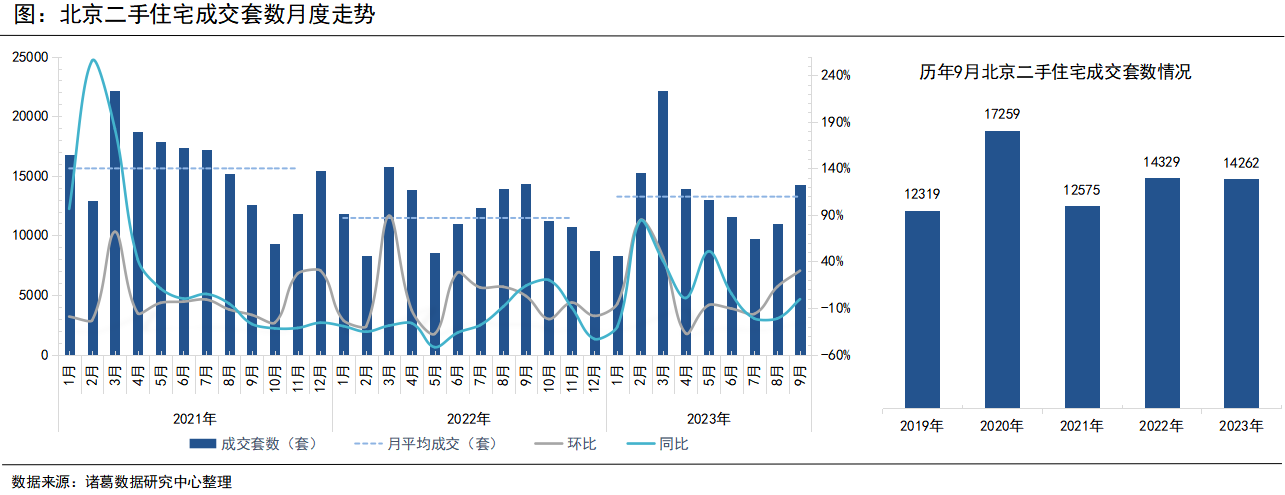 图：北京二手住宅成交套数月度走势
25000
20000
15000
10000
5000
0
240%
190%
140%
90%
40%
-10%
-60%
1月 2月 3月 4月 5月 6月 7月 8月 9月 10月 11月 12月 1月 2月 3月 4月 5月 6月 7月 8月 9月 10月 11月 12月 1月 2月 3月 4月 5月 6月 7月 8月 9月
2021年 2022年 2023年
成交套数（套） 月平均成交（套） 环比 同比
历年9月北京二手住宅成交套数情况
12319 17259 12575 14329 14262
2019年 2020年 2021年 2022年 2023年
数据来源：诸葛数据研究中心整理